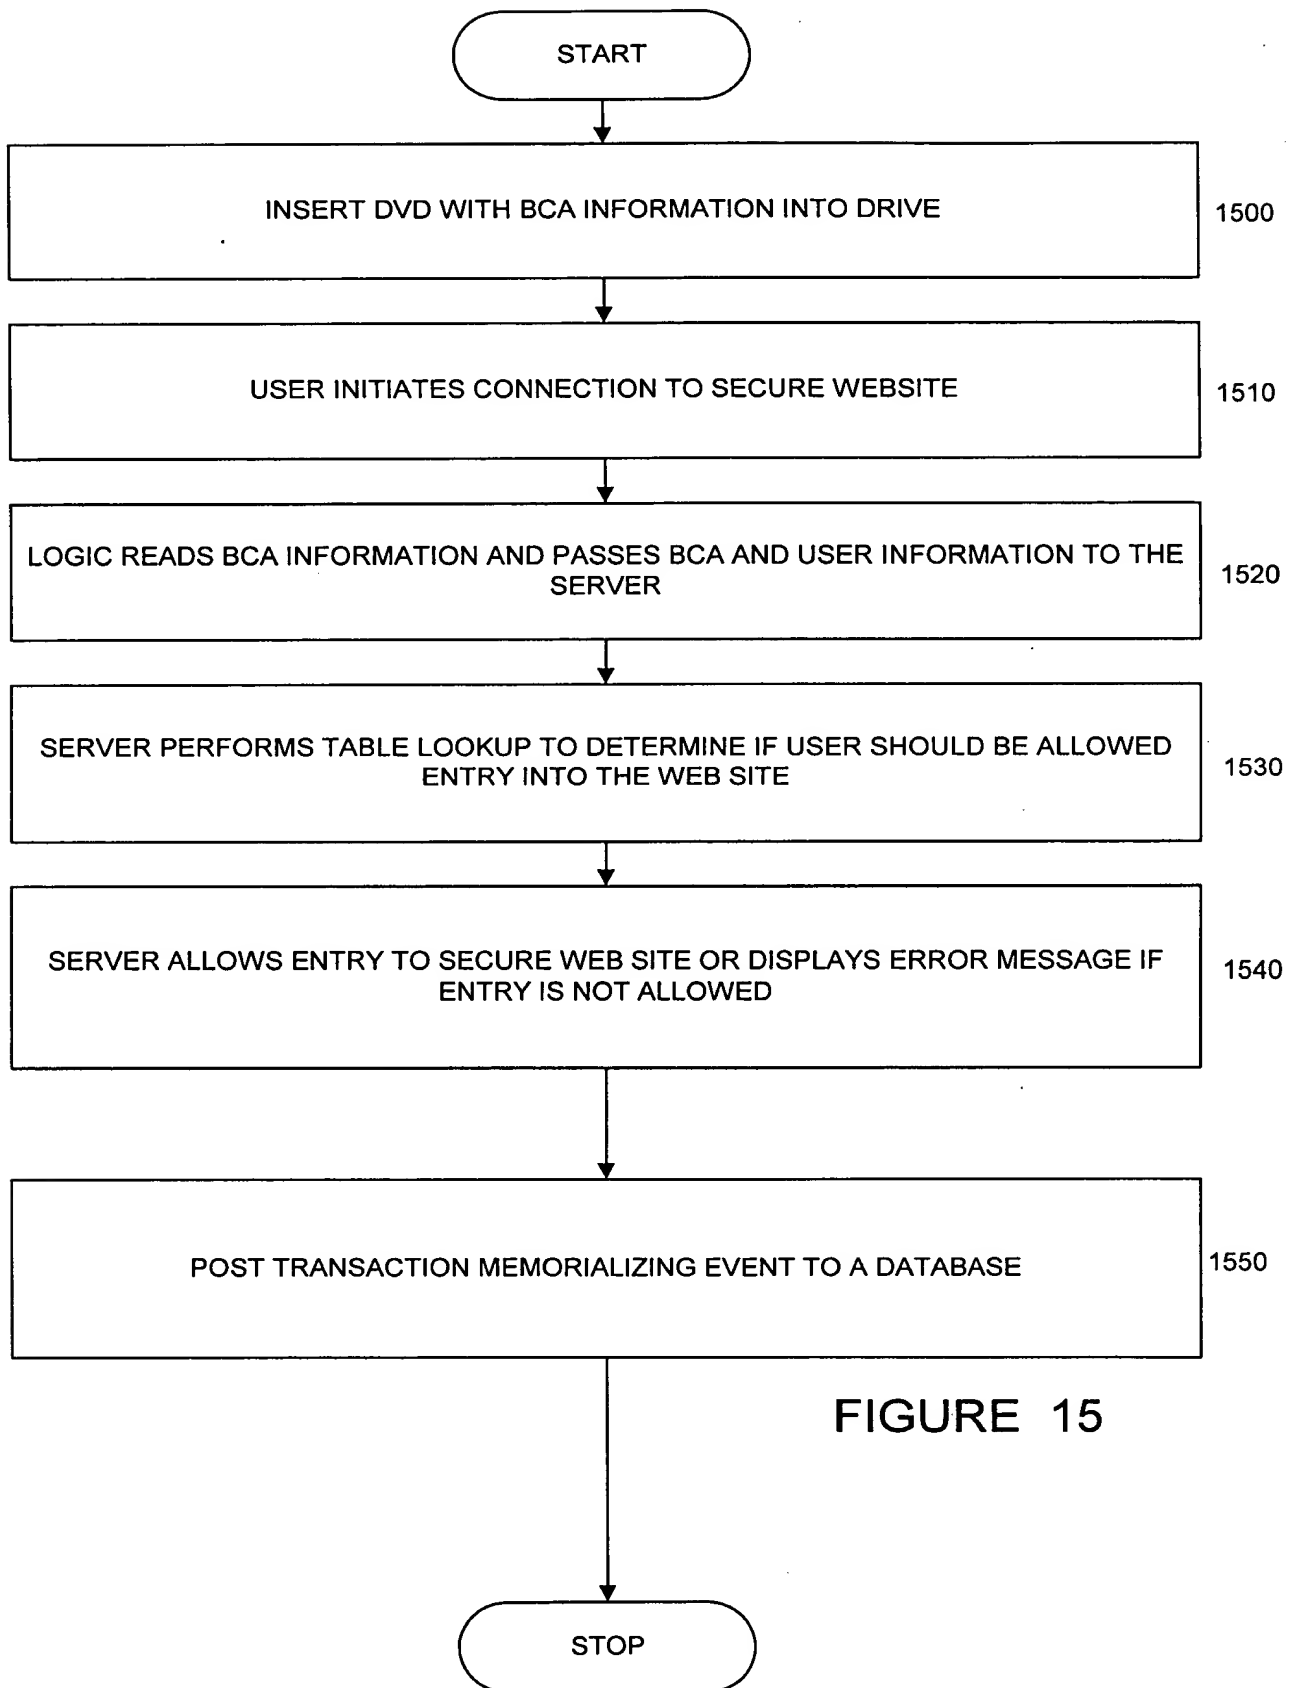 START
INSERT DVD WITH BCA INFORMATION INTO DRIVE
1500
USER INITIATES CONNECTION TO SECURE WEBSITE
1510
LOGIC READS BCA INFORMATION AND PASSES BCA AND USER INFORMATION TO THE
SERVER
1520
SERVER PERFORMS TABLE LOOKUP TO DETERMINE IF USER SHOULD BE ALLOWED
ENTRY INTO THE WEB SITE
1530
SERVER ALLOWS ENTRY TO SECURE WEB SITE OR DISPLAYS ERROR MESSAGE IF
ENTRY IS NOT ALLOWED
1540
POST TRANSACTION MEMORIALIZING EVENT TO A DATABASE
1550
FIGURE 15
STOP